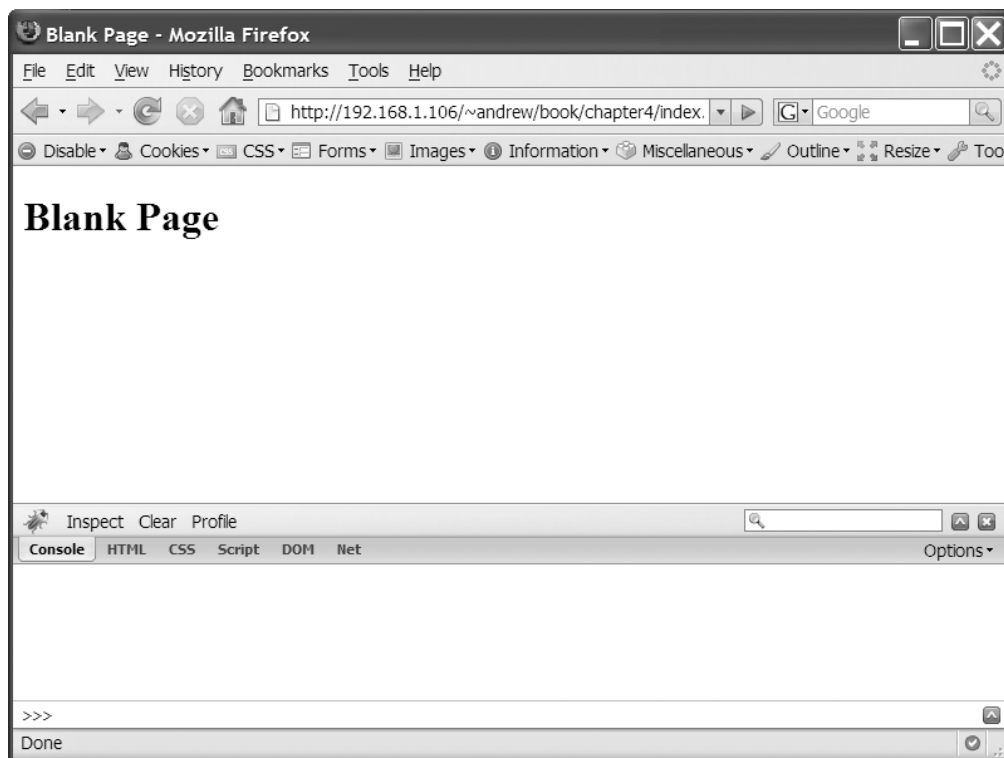 Blank Page - Mozilla Firefox
File Edit View History Bookmarks Tools Help
http://192.168.1.106/~andrew/book/chapter4/index. G Google
Disable Cookies CSS Forms Images Information Miscellaneous Outline Resize Too
Blank Page
Inspect Clear Profile
Console HTML CSS Script DOM Net Options
>>>
Done